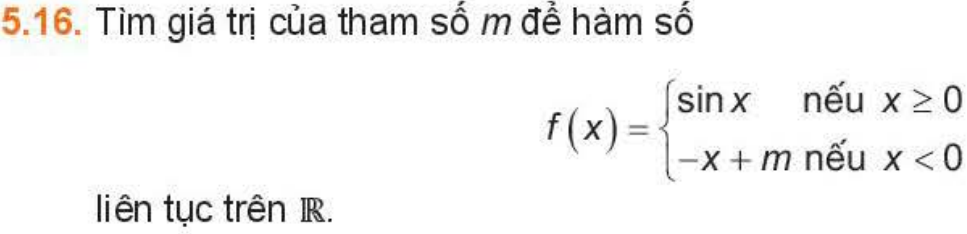 5.16. Tìm giá trị của tham số m để hàm số
f(x) = { sin x nếu x ≥ 0
-x + m nếu x < 0
liên tục trên ℝ.